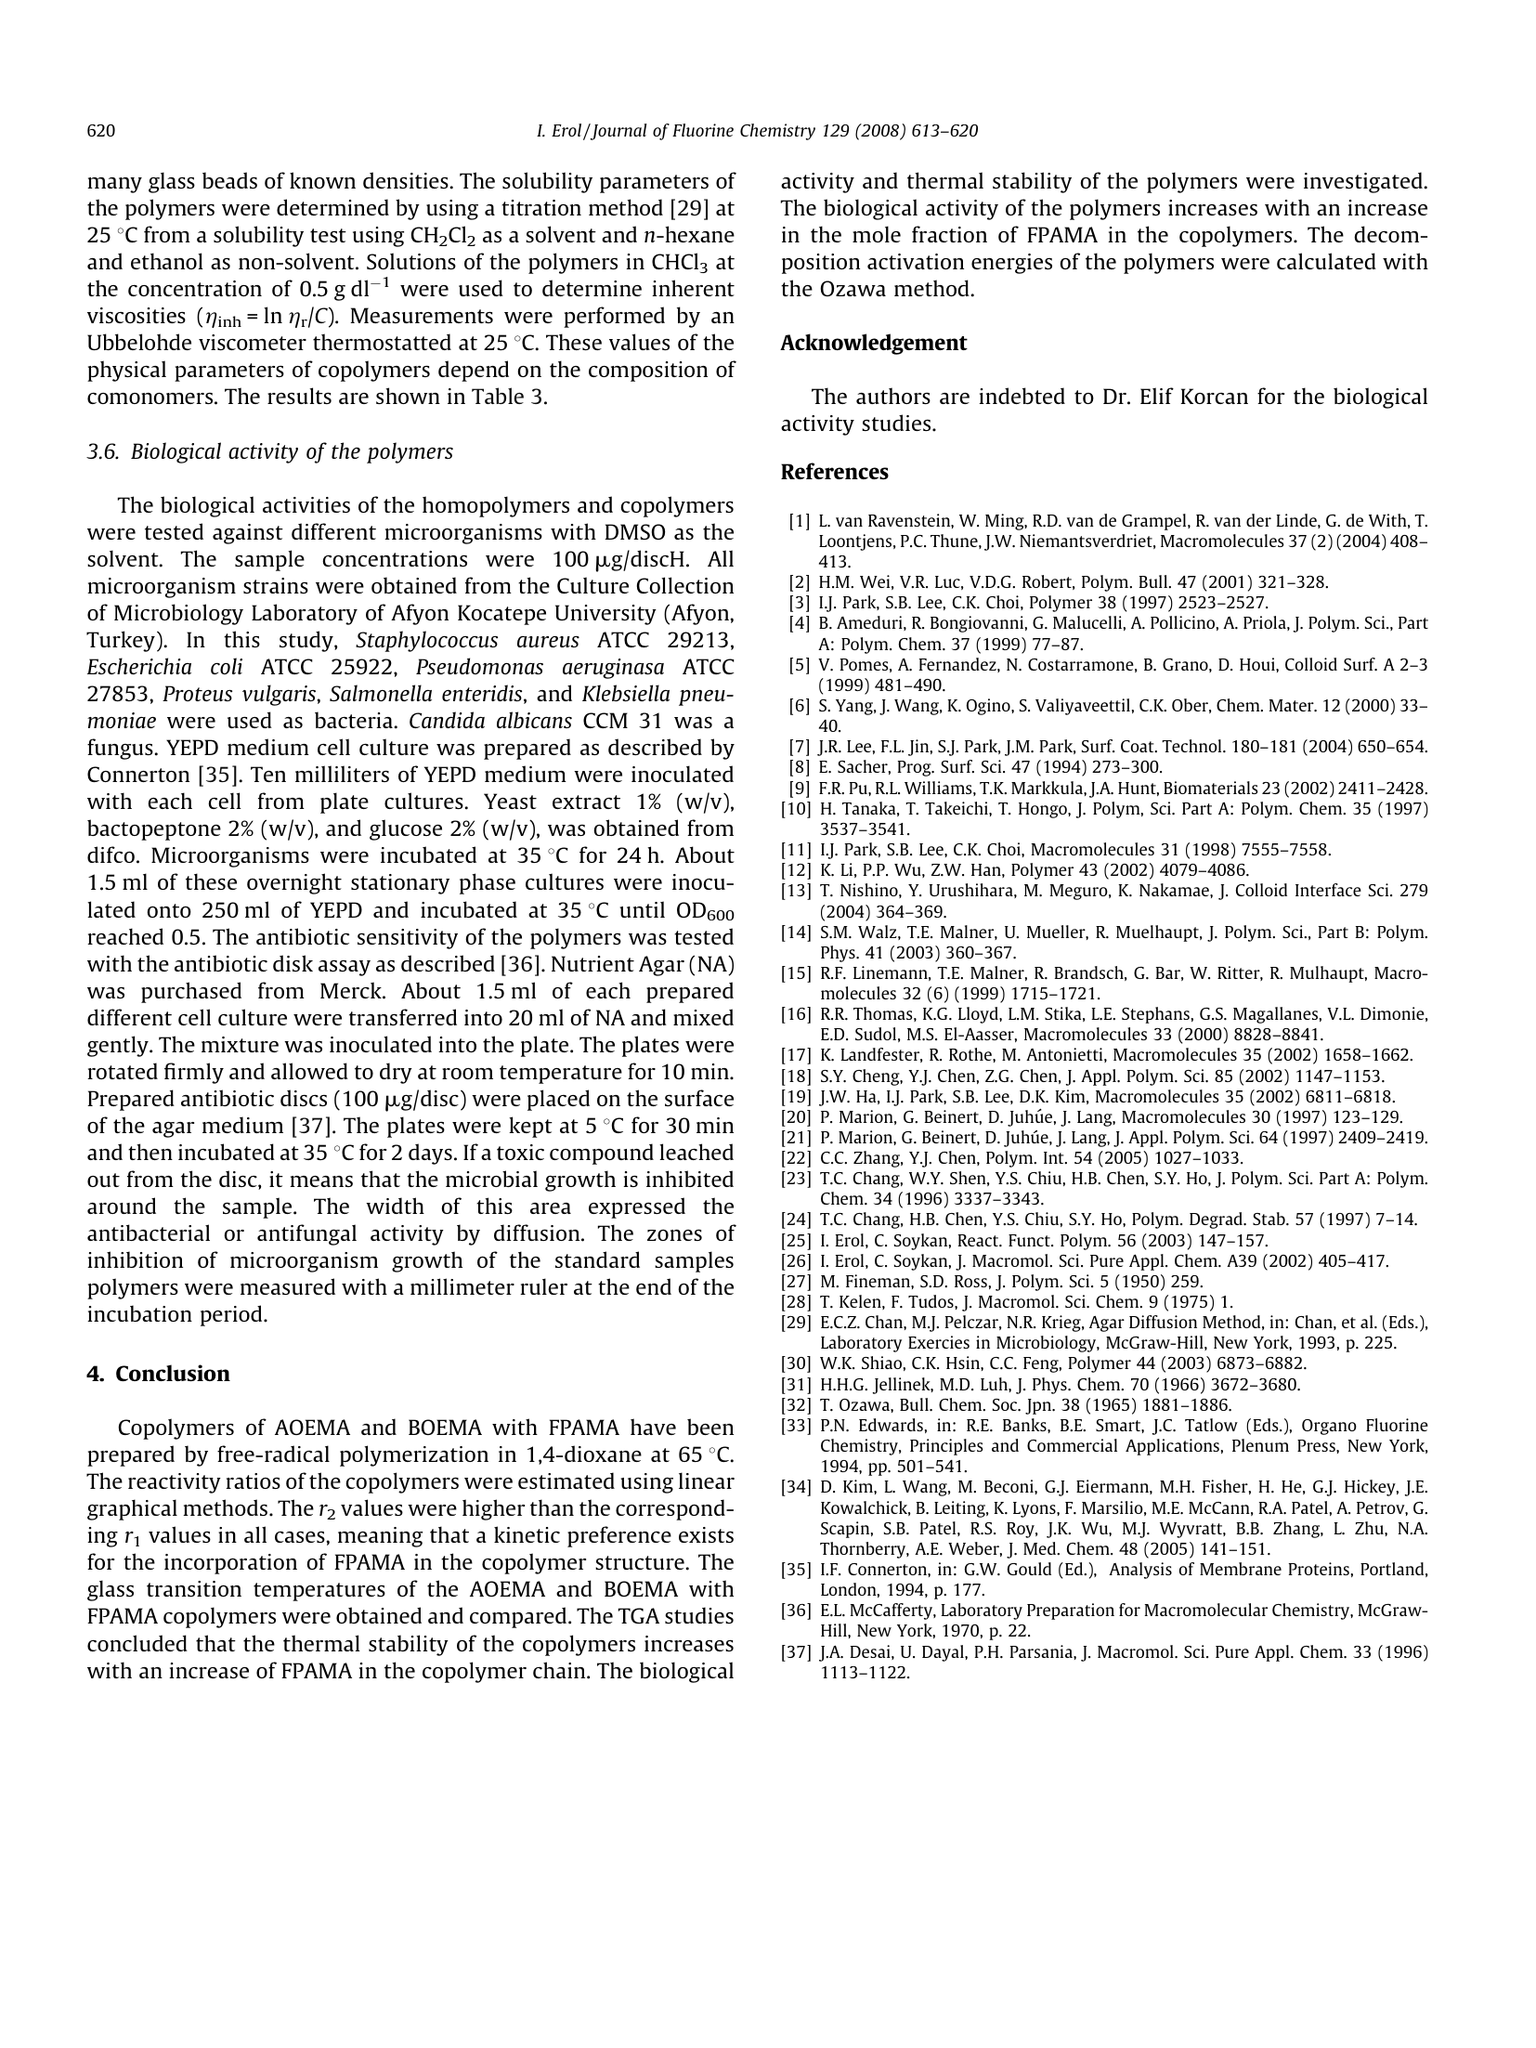 620
I. Erol / Journal of Fluorine Chemistry 129 (2008) 613–620
many glass beads of known densities. The solubility parameters of
the polymers were determined by using a titration method [29] at
25 °C from a solubility test using CH₂Cl₂ as a solvent and n-hexane
and ethanol as non-solvent. Solutions of the polymers in CHCl₃ at
the concentration of 0.5 g dl⁻¹ were used to determine inherent
viscosities (ηinh = ln ηr/C). Measurements were performed by an
Ubbelohde viscometer thermostatted at 25 °C. These values of the
physical parameters of copolymers depend on the composition of
comonomers. The results are shown in Table 3.
3.6. Biological activity of the polymers
The biological activities of the homopolymers and copolymers
were tested against different microorganisms with DMSO as the
solvent. The sample concentrations were 100 μg/discH. All
microorganism strains were obtained from the Culture Collection
of Microbiology Laboratory of Afyon Kocatepe University (Afyon,
Turkey). In this study, Staphylococcus aureus ATCC 29213,
Escherichia coli ATCC 25922, Pseudomonas aeruginasa ATCC
27853, Proteus vulgaris, Salmonella enteridis, and Klebsiella pneu-
moniae were used as bacteria. Candida albicans CCM 31 was a
fungus. YEPD medium cell culture was prepared as described by
Connerton [35]. Ten milliliters of YEPD medium were inoculated
with each cell from plate cultures. Yeast extract 1% (w/v),
bactopeptone 2% (w/v), and glucose 2% (w/v), was obtained from
difco. Microorganisms were incubated at 35 °C for 24 h. About
1.5 ml of these overnight stationary phase cultures were inocu-
lated onto 250 ml of YEPD and incubated at 35 °C until OD₆₀₀
reached 0.5. The antibiotic sensitivity of the polymers was tested
with the antibiotic disk assay as described [36]. Nutrient Agar (NA)
was purchased from Merck. About 1.5 ml of each prepared
different cell culture were transferred into 20 ml of NA and mixed
gently. The mixture was inoculated into the plate. The plates were
rotated firmly and allowed to dry at room temperature for 10 min.
Prepared antibiotic discs (100 μg/disc) were placed on the surface
of the agar medium [37]. The plates were kept at 5 °C for 30 min
and then incubated at 35 °C for 2 days. If a toxic compound leached
out from the disc, it means that the microbial growth is inhibited
around the sample. The width of this area expressed the
antibacterial or antifungal activity by diffusion. The zones of
inhibition of microorganism growth of the standard samples
polymers were measured with a millimeter ruler at the end of the
incubation period.
4. Conclusion
Copolymers of AOEMA and BOEMA with FPAMA have been
prepared by free-radical polymerization in 1,4-dioxane at 65 °C.
The reactivity ratios of the copolymers were estimated using linear
graphical methods. The r₂ values were higher than the correspond-
ing r₁ values in all cases, meaning that a kinetic preference exists
for the incorporation of FPAMA in the copolymer structure. The
glass transition temperatures of the AOEMA and BOEMA with
FPAMA copolymers were obtained and compared. The TGA studies
concluded that the thermal stability of the copolymers increases
with an increase of FPAMA in the copolymer chain. The biological
activity and thermal stability of the polymers were investigated.
The biological activity of the polymers increases with an increase
in the mole fraction of FPAMA in the copolymers. The decom-
position activation energies of the polymers were calculated with
the Ozawa method.
Acknowledgement
The authors are indebted to Dr. Elif Korcan for the biological
activity studies.
References
[1] L. van Ravenstein, W. Ming, R.D. van de Grampel, R. van der Linde, G. de With, T.
Loontjens, P.C. Thune, J.W. Niemantsverdriet, Macromolecules 37 (2) (2004) 408–
413.
[2] H.M. Wei, V.R. Luc, V.D.G. Robert, Polym. Bull. 47 (2001) 321–328.
[3] I.J. Park, S.B. Lee, C.K. Choi, Polymer 38 (1997) 2523–2527.
[4] B. Ameduri, R. Bongiovanni, G. Malucelli, A. Pollicino, A. Priola, J. Polym. Sci., Part
A: Polym. Chem. 37 (1999) 77–87.
[5] V. Pomes, A. Fernandez, N. Costarramone, B. Grano, D. Houi, Colloid Surf. A 2–3
(1999) 481–490.
[6] S. Yang, J. Wang, K. Ogino, S. Valiyaveettil, C.K. Ober, Chem. Mater. 12 (2000) 33–
40.
[7] J.R. Lee, F.L. Jin, S.J. Park, J.M. Park, Surf. Coat. Technol. 180–181 (2004) 650–654.
[8] E. Sacher, Prog. Surf. Sci. 47 (1994) 273–300.
[9] F.R. Pu, R.L. Williams, T.K. Markkula, J.A. Hunt, Biomaterials 23 (2002) 2411–2428.
[10] H. Tanaka, T. Takeichi, T. Hongo, J. Polym, Sci. Part A: Polym. Chem. 35 (1997)
3537–3541.
[11] I.J. Park, S.B. Lee, C.K. Choi, Macromolecules 31 (1998) 7555–7558.
[12] K. Li, P.P. Wu, Z.W. Han, Polymer 43 (2002) 4079–4086.
[13] T. Nishino, Y. Urushihara, M. Meguro, K. Nakamae, J. Colloid Interface Sci. 279
(2004) 364–369.
[14] S.M. Walz, T.E. Malner, U. Mueller, R. Muelhaupt, J. Polym. Sci., Part B: Polym.
Phys. 41 (2003) 360–367.
[15] R.F. Linemann, T.E. Malner, R. Brandsch, G. Bar, W. Ritter, R. Mulhaupt, Macro-
molecules 32 (6) (1999) 1715–1721.
[16] R.R. Thomas, K.G. Lloyd, L.M. Stika, L.E. Stephans, G.S. Magallanes, V.L. Dimonie,
E.D. Sudol, M.S. El-Aasser, Macromolecules 33 (2000) 8828–8841.
[17] K. Landfester, R. Rothe, M. Antonietti, Macromolecules 35 (2002) 1658–1662.
[18] S.Y. Cheng, Y.J. Chen, Z.G. Chen, J. Appl. Polym. Sci. 85 (2002) 1147–1153.
[19] J.W. Ha, I.J. Park, S.B. Lee, D.K. Kim, Macromolecules 35 (2002) 6811–6818.
[20] P. Marion, G. Beinert, D. Juhúe, J. Lang, Macromolecules 30 (1997) 123–129.
[21] P. Marion, G. Beinert, D. Juhúe, J. Lang, J. Appl. Polym. Sci. 64 (1997) 2409–2419.
[22] C.C. Zhang, Y.J. Chen, Polym. Int. 54 (2005) 1027–1033.
[23] T.C. Chang, W.Y. Shen, Y.S. Chiu, H.B. Chen, S.Y. Ho, J. Polym. Sci. Part A: Polym.
Chem. 34 (1996) 3337–3343.
[24] T.C. Chang, H.B. Chen, Y.S. Chiu, S.Y. Ho, Polym. Degrad. Stab. 57 (1997) 7–14.
[25] I. Erol, C. Soykan, React. Funct. Polym. 56 (2003) 147–157.
[26] I. Erol, C. Soykan, J. Macromol. Sci. Pure Appl. Chem. A39 (2002) 405–417.
[27] M. Fineman, S.D. Ross, J. Polym. Sci. 5 (1950) 259.
[28] T. Kelen, F. Tudos, J. Macromol. Sci. Chem. 9 (1975) 1.
[29] E.C.Z. Chan, M.J. Pelczar, N.R. Krieg, Agar Diffusion Method, in: Chan, et al. (Eds.),
Laboratory Exercies in Microbiology, McGraw-Hill, New York, 1993, p. 225.
[30] W.K. Shiao, C.K. Hsin, C.C. Feng, Polymer 44 (2003) 6873–6882.
[31] H.H.G. Jellinek, M.D. Luh, J. Phys. Chem. 70 (1966) 3672–3680.
[32] T. Ozawa, Bull. Chem. Soc. Jpn. 38 (1965) 1881–1886.
[33] P.N. Edwards, in: R.E. Banks, B.E. Smart, J.C. Tatlow (Eds.), Organo Fluorine
Chemistry, Principles and Commercial Applications, Plenum Press, New York,
1994, pp. 501–541.
[34] D. Kim, L. Wang, M. Beconi, G.J. Eiermann, M.H. Fisher, H. He, G.J. Hickey, J.E.
Kowalchick, B. Leiting, K. Lyons, F. Marsilio, M.E. McCann, R.A. Patel, A. Petrov, G.
Scapin, S.B. Patel, R.S. Roy, J.K. Wu, M.J. Wyvratt, B.B. Zhang, L. Zhu, N.A.
Thornberry, A.E. Weber, J. Med. Chem. 48 (2005) 141–151.
[35] I.F. Connerton, in: G.W. Gould (Ed.), Analysis of Membrane Proteins, Portland,
London, 1994, p. 177.
[36] E.L. McCafferty, Laboratory Preparation for Macromolecular Chemistry, McGraw-
Hill, New York, 1970, p. 22.
[37] J.A. Desai, U. Dayal, P.H. Parsania, J. Macromol. Sci. Pure Appl. Chem. 33 (1996)
1113–1122.